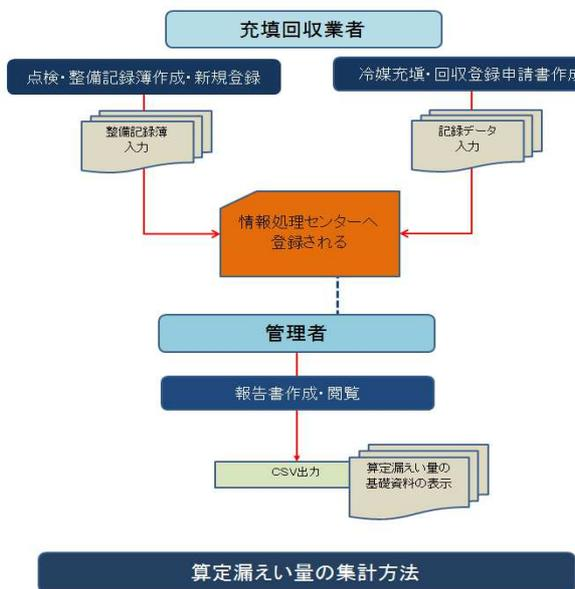 充填回収業者
点検・整備記録簿作成・新規登録
冷媒充塡・回収登録申請書作成
整備記録簿
入力
記録データ
入力
情報処理センターへ
登録される
管理者
報告書作成・閲覧
CSV出力
算定漏えい量の
基礎資料の表示
算定漏えい量の集計方法